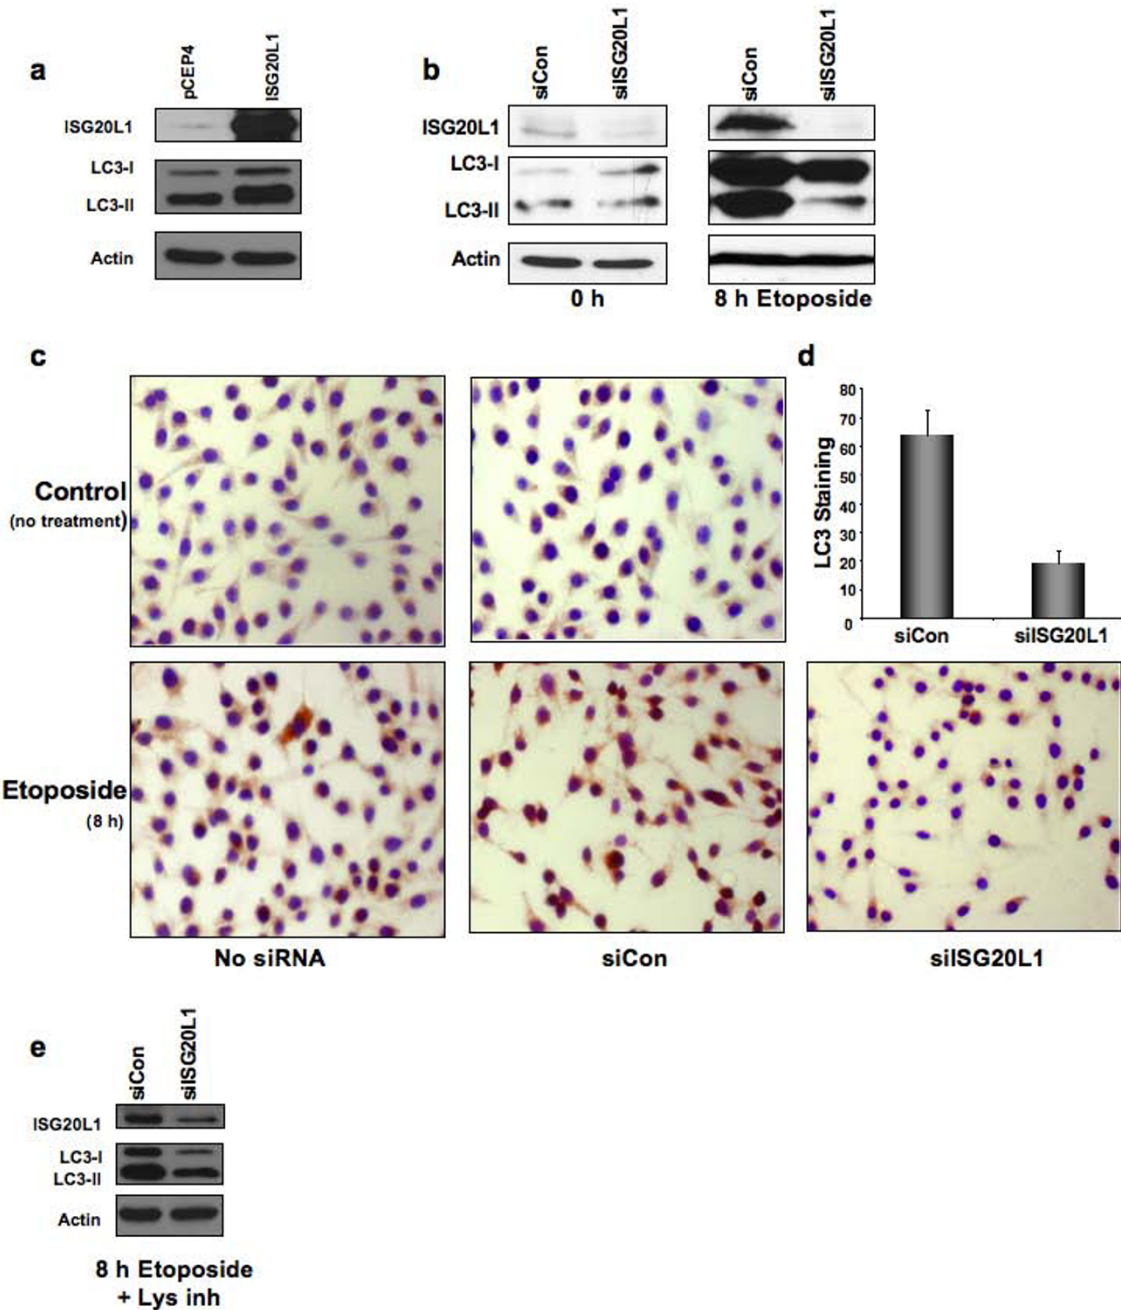 a
pCEP4
ISG20L1
ISG20L1
LC3-I
LC3-II
Actin
b
siCon
siISG20L1
siCon
siISG20L1
ISG20L1
LC3-I
LC3-II
Actin
0 h
8 h Etoposide
c
Control
(no treatment)
Etoposide
(8 h)
No siRNA
siCon
siISG20L1
d
LC3 Staining
80
70
60
50
40
30
20
10
0
siCon
siISG20L1
e
siCon
siISG20L1
ISG20L1
LC3-I
LC3-II
Actin
8 h Etoposide
+ Lys inh